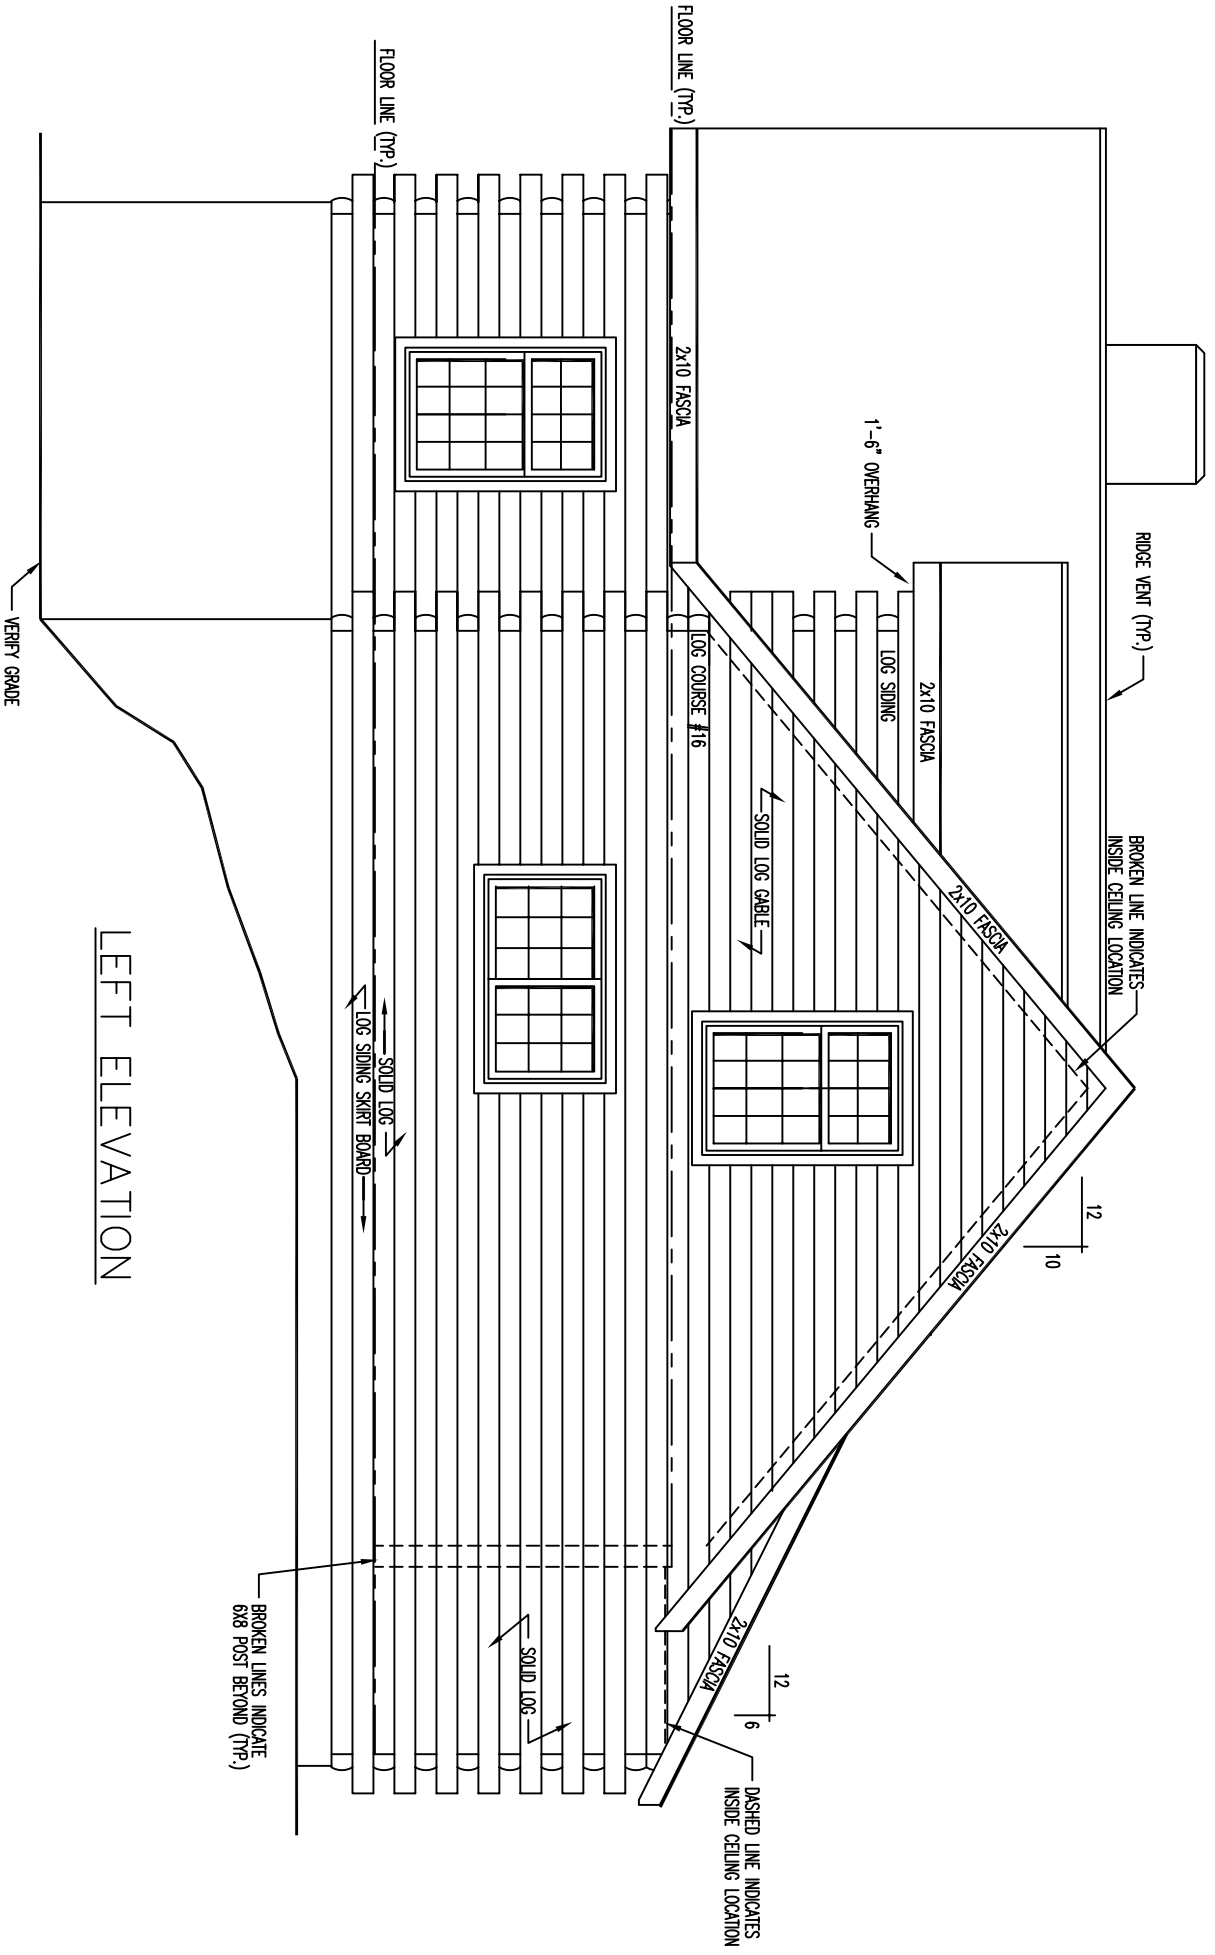 RIDGE VENT (TYP.)
BROKEN LINE INDICATES
INSIDE CEILING LOCATION
12
10
2x10 FASCIA
2x10 FASCIA
2x10 FASCIA
1'-6" OVERHANG
LOG SIDING
SOLID LOG GABLE
12
6
DASHED LINE INDICATES
INSIDE CEILING LOCATION
2x10 FASCIA
FLOOR LINE (TYP.)
2x10 FASCIA
LOG COURSE #16
SOLID LOG
FLOOR LINE (TYP.)
SOLID LOG
LOG SIDING SKIRT BOARD
BROKEN LINES INDICATE
6X8 POST BEYOND (TYP.)
LEFT ELEVATION
VERIFY GRADE